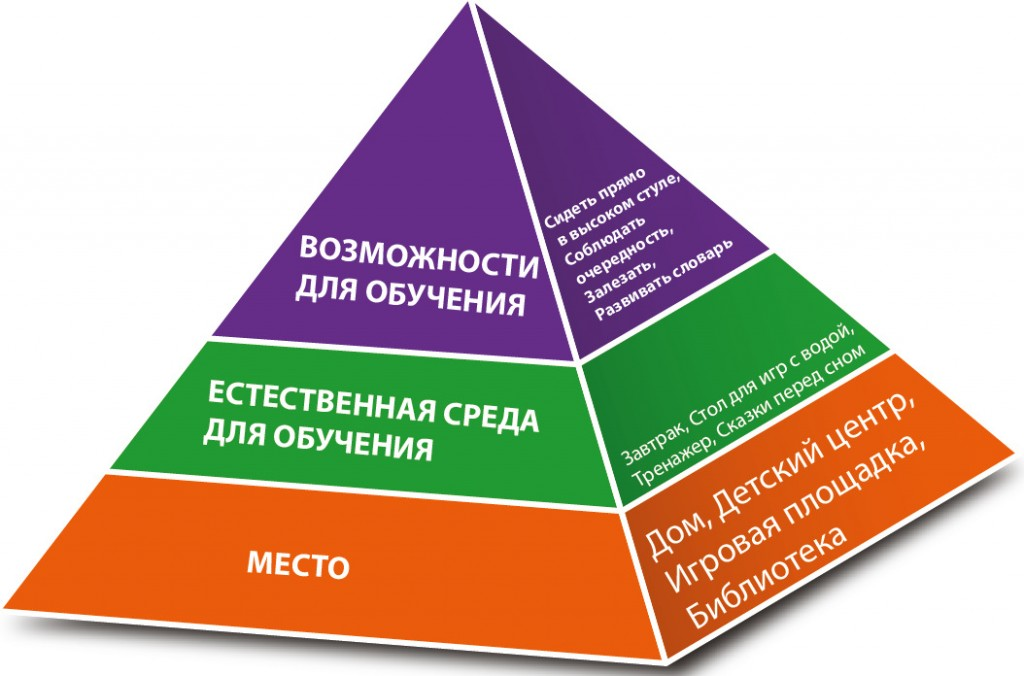 ВОЗМОЖНОСТИ
ДЛЯ ОБУЧЕНИЯ
Сидеть прямо
в высоком стуле,
Соблюдать
очередность,
Залезать,
Развивать словарь
ЕСТЕСТВЕННАЯ СРЕДА
ДЛЯ ОБУЧЕНИЯ
Завтрак, Стол для игр с водой,
Тренажер, Сказки перед сном
МЕСТО
Дом, Детский центр,
Игровая площадка,
Библиотека